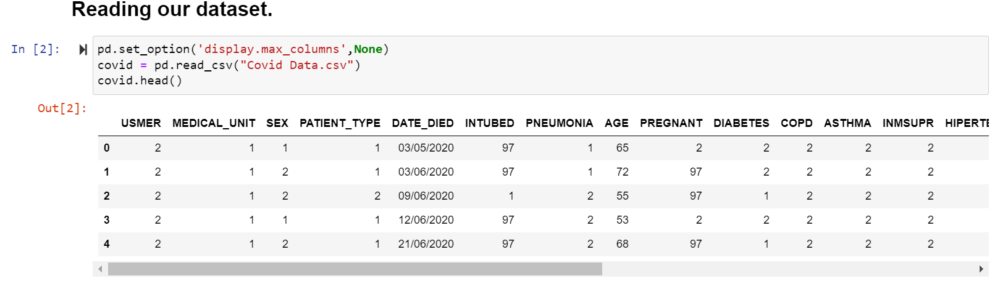 Reading our dataset.
In [2]:
pd.set_option('display.max_columns',None)
covid = pd.read_csv("Covid Data.csv")
covid.head()
Out[2]:
USMER MEDICAL_UNIT SEX PATIENT_TYPE DATE_DIED INTUBED PNEUMONIA AGE PREGNANT DIABETES COPD ASTHMA INMSUPR HIPERTE
0 2 1 1 1 03/05/2020 97 1 65 2 2 2 2 2
1 2 1 2 1 03/06/2020 97 1 72 97 2 2 2 2
2 2 1 2 2 09/06/2020 1 2 55 97 1 2 2 2
3 2 1 1 1 12/06/2020 97 2 53 2 2 2 2 2
4 2 1 2 1 21/06/2020 97 2 68 97 1 2 2 2